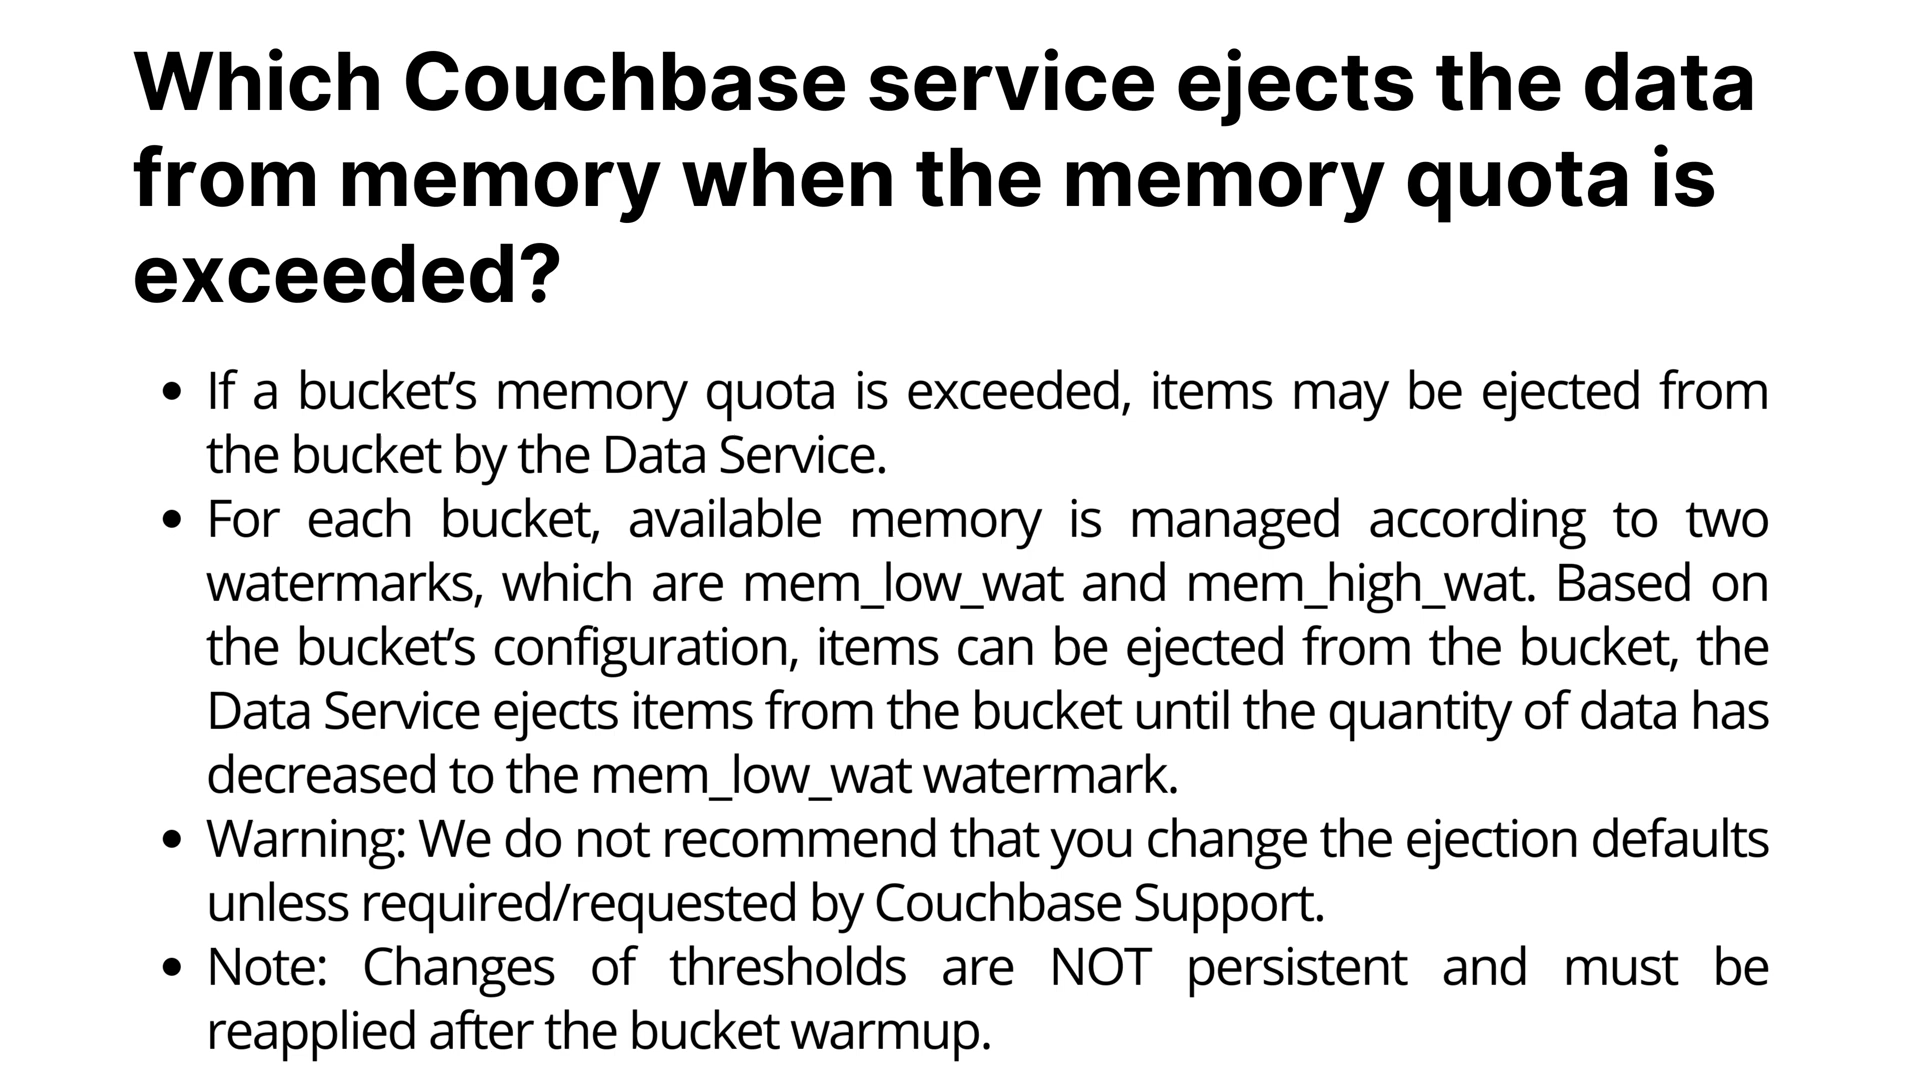 Which Couchbase service ejects the data
from memory when the memory quota is
exceeded?
• If a bucket’s memory quota is exceeded, items may be ejected from
the bucket by the Data Service.
• For each bucket, available memory is managed according to two
watermarks, which are mem_low_wat and mem_high_wat. Based on
the bucket’s configuration, items can be ejected from the bucket, the
Data Service ejects items from the bucket until the quantity of data has
decreased to the mem_low_wat watermark.
• Warning: We do not recommend that you change the ejection defaults
unless required/requested by Couchbase Support.
• Note: Changes of thresholds are NOT persistent and must be
reapplied after the bucket warmup.